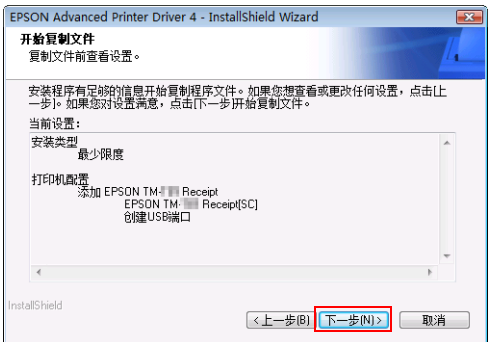 EPSON Advanced Printer Driver 4 - InstallShield Wizard
开始复制文件
复制文件前查看设置。
安装程序有足够的信息开始复制程序文件。如果您想查看或更改任何设置，点击[上
一步]。如果您对设置满意，点击[下一步]开始复制文件。
当前设置：
安装类型
最少限度
打印机配置
添加 EPSON TM- Receipt
EPSON TM- Receipt[SC]
创建USB端口
InstallShield
<上一步(B) 下一步(N)> 取消